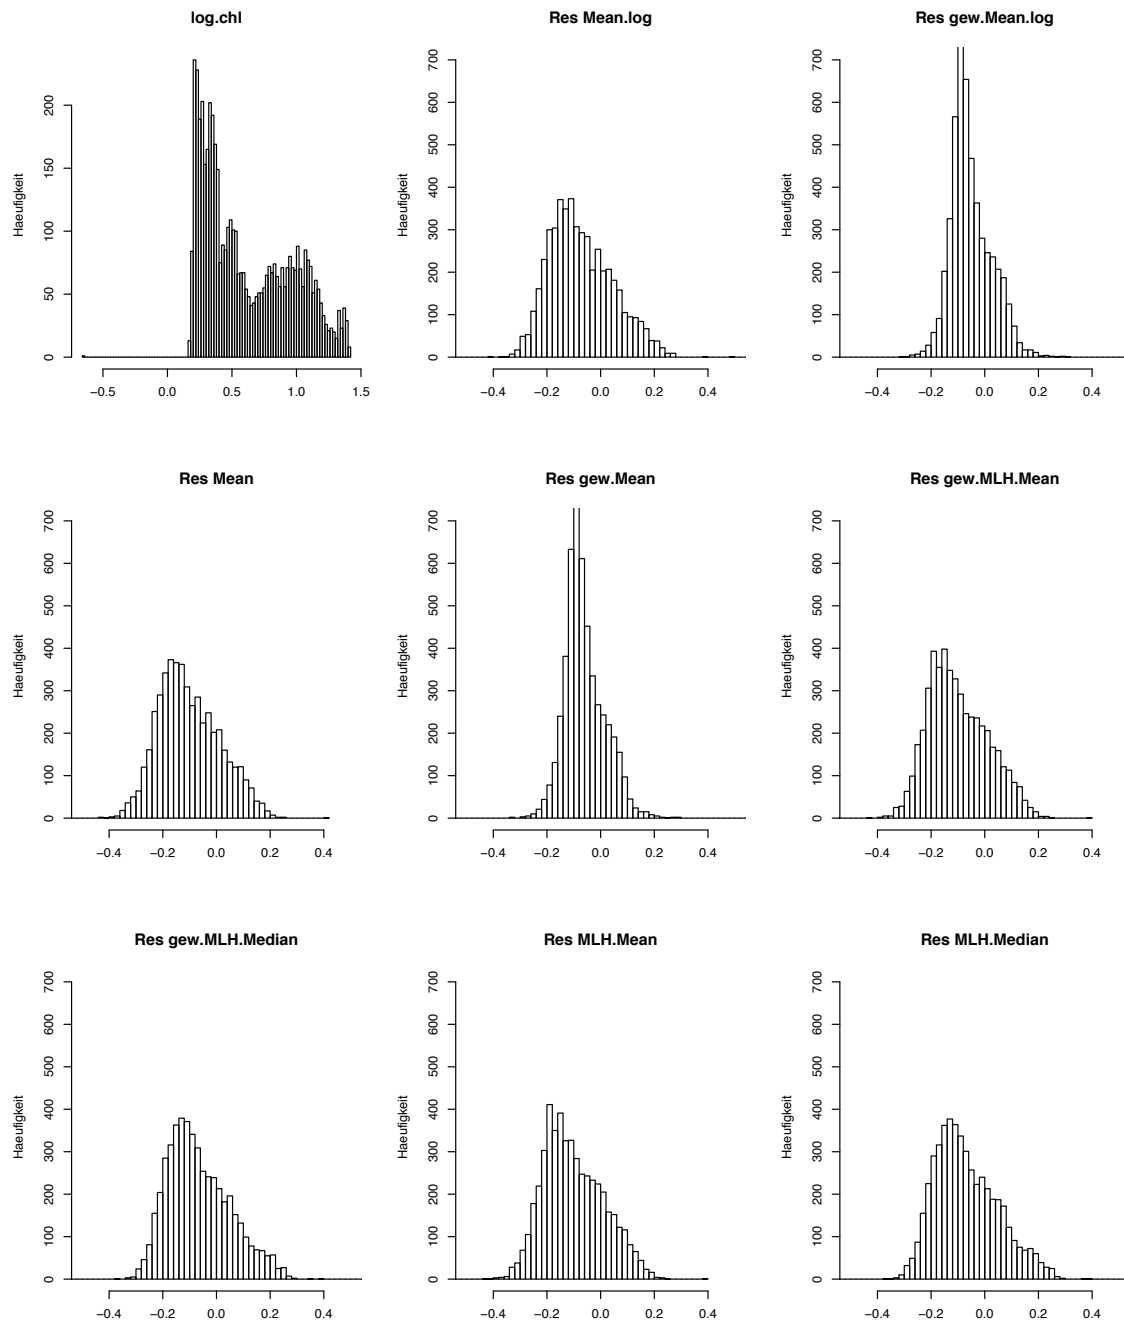 log.chl
Res Mean.log
Res gew.Mean.log
Haeufigkeit
0 50 100 150 200
−0.5 0.0 0.5 1.0 1.5
Haeufigkeit
0 100 200 300 400 500 600 700
−0.4 −0.2 0.0 0.2 0.4
Haeufigkeit
0 100 200 300 400 500 600 700
−0.4 −0.2 0.0 0.2 0.4
Res Mean
Res gew.Mean
Res gew.MLH.Mean
Haeufigkeit
0 100 200 300 400 500 600 700
−0.4 −0.2 0.0 0.2 0.4
Haeufigkeit
0 100 200 300 400 500 600 700
−0.4 −0.2 0.0 0.2 0.4
Haeufigkeit
0 100 200 300 400 500 600 700
−0.4 −0.2 0.0 0.2 0.4
Res gew.MLH.Median
Res MLH.Mean
Res MLH.Median
Haeufigkeit
0 100 200 300 400 500 600 700
−0.4 −0.2 0.0 0.2 0.4
Haeufigkeit
0 100 200 300 400 500 600 700
−0.4 −0.2 0.0 0.2 0.4
Haeufigkeit
0 100 200 300 400 500 600 700
−0.4 −0.2 0.0 0.2 0.4